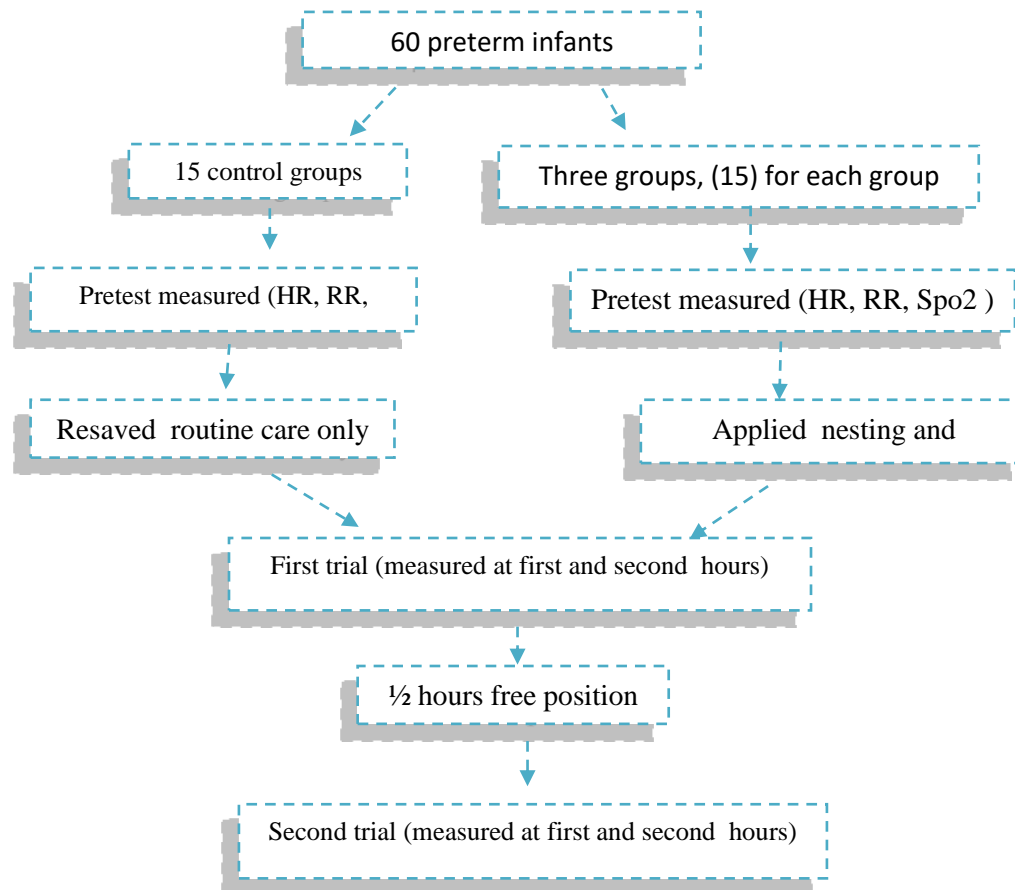 60 preterm infants
15 control groups
Three groups, (15) for each group
Pretest measured (HR, RR,
Pretest measured (HR, RR, Spo2 )
Resaved routine care only
Applied nesting and
First trial (measured at first and second hours)
½ hours free position
Second trial (measured at first and second hours)